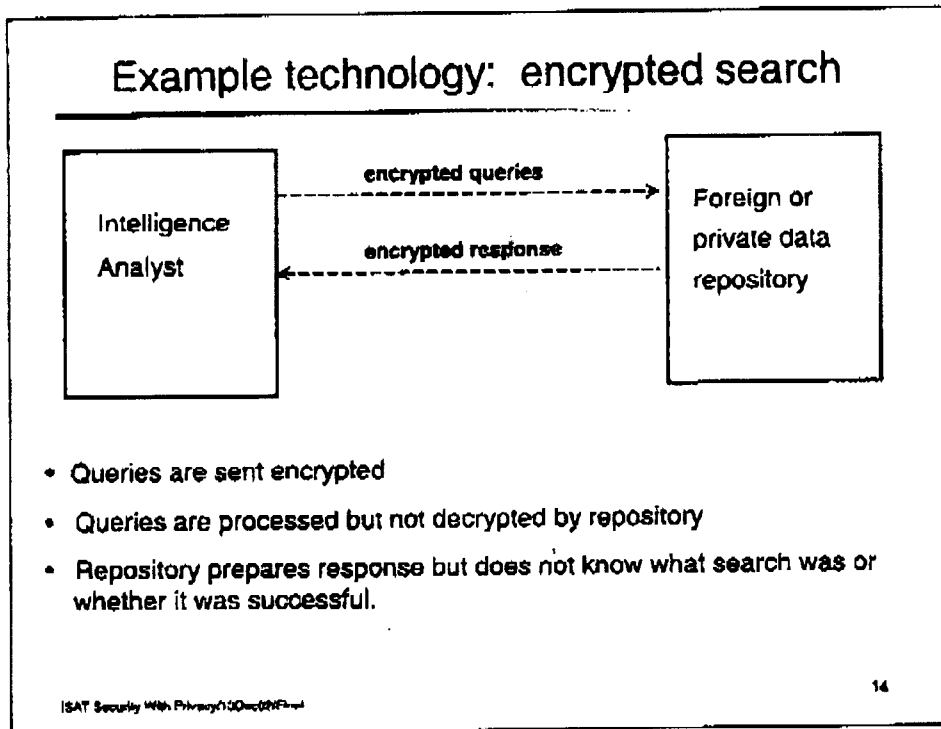 Example technology: encrypted search
encrypted queries
Intelligence
Analyst
encrypted response
Foreign or
private data
repository
• Queries are sent encrypted
• Queries are processed but not decrypted by repository
• Repository prepares response but does not know what search was or
whether it was successful.
ISAT Security With Privacy
14